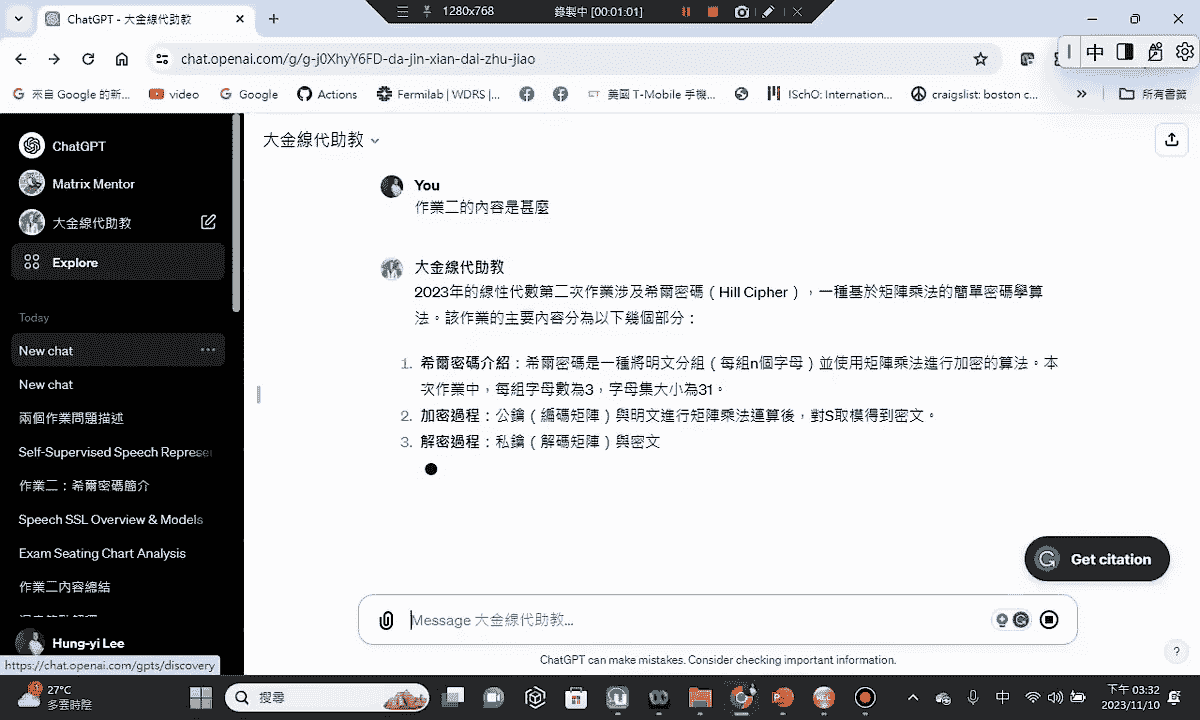 1280x768
錄製中 [00:01:01]
ChatGPT - 大金線代助教
chat.openai.com/g/g-j0XhyY6FD-da-jin-xian-dai-zhu-jiao
中
來自 Google 的新...
video
Google
Actions
Fermilab | WDRS |...
美國 T-Mobile 手機...
ISchO: Internation...
craigslist: boston c...
所有書籤
ChatGPT
Matrix Mentor
大金線代助教
Explore
Today
New chat
New chat
兩個作業問題描述
Self-Supervised Speech Represe
作業二：希爾密碼簡介
Speech SSL Overview & Models
Exam Seating Chart Analysis
作業二內容總結
Hung-yi Lee
https://chat.openai.com/gpts/discovery
大金線代助教
You
作業二的內容是甚麼
大金線代助教
2023年的線性代數第二次作業涉及希爾密碼（Hill Cipher），一種基於矩陣乘法的簡單密碼學算
法。該作業的主要內容分為以下幾個部分：
1. 希爾密碼介紹：希爾密碼是一種將明文分組（每組n個字母）並使用矩陣乘法進行加密的算法。本
次作業中，每組字母數為3，字母集大小為31。
2. 加密過程：公鑰（編碼矩陣）與明文進行矩陣乘法運算後，對S取模得到密文。
3. 解密過程：私鑰（解碼矩陣）與密文
Get citation
Message 大金線代助教...
ChatGPT can make mistakes. Consider checking important information.
?
27°C
多雲時陰
搜尋
中
下午 03:32
2023/11/10